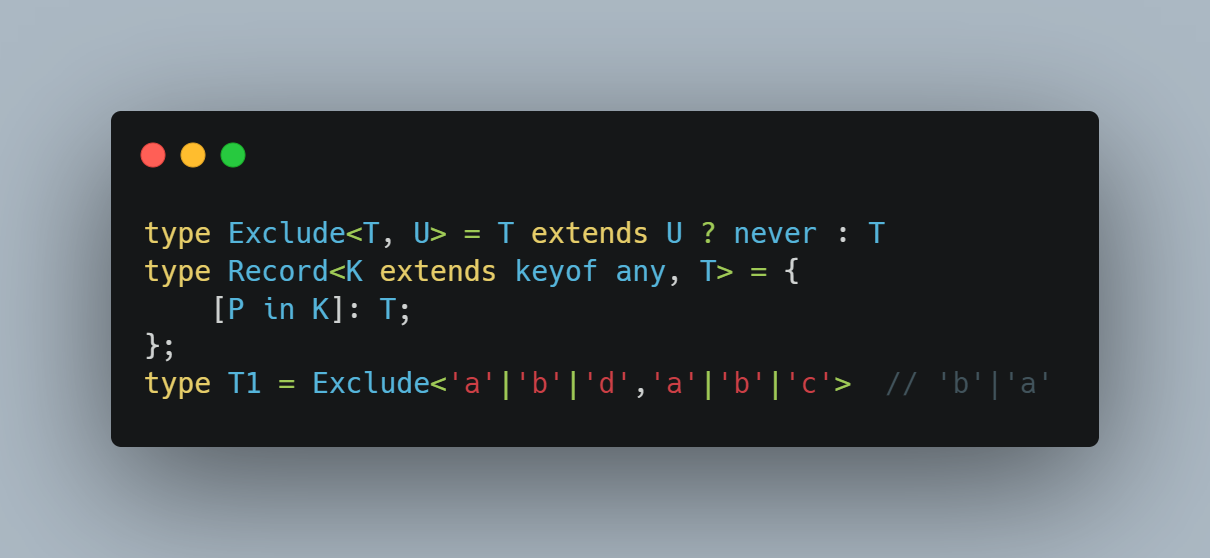 type Exclude<T, U> = T extends U ? never : T
type Record<K extends keyof any, T> = {
    [P in K]: T;
};
type T1 = Exclude<'a'|'b'|'d','a'|'b'|'c'>  // 'b'|'a'